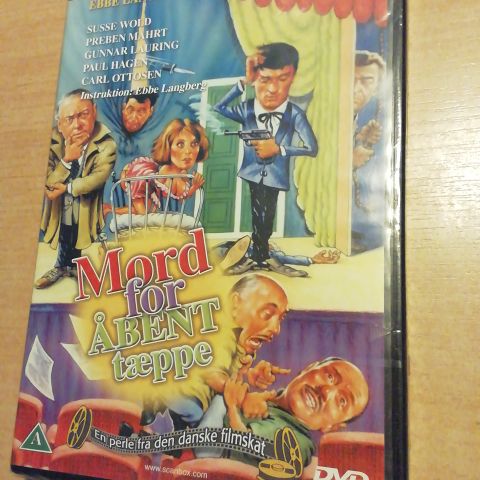 SUSSE WOLD
PREBEN MAHRT
GUNNAR LAURING
PAUL HAGEN
CARL OTTOSEN
Instruktion: Ebbe Langberg
Mord
for
ÅBENT
tæppe
A
En perle fra den danske filmskat
www.scanbox.com
DVD